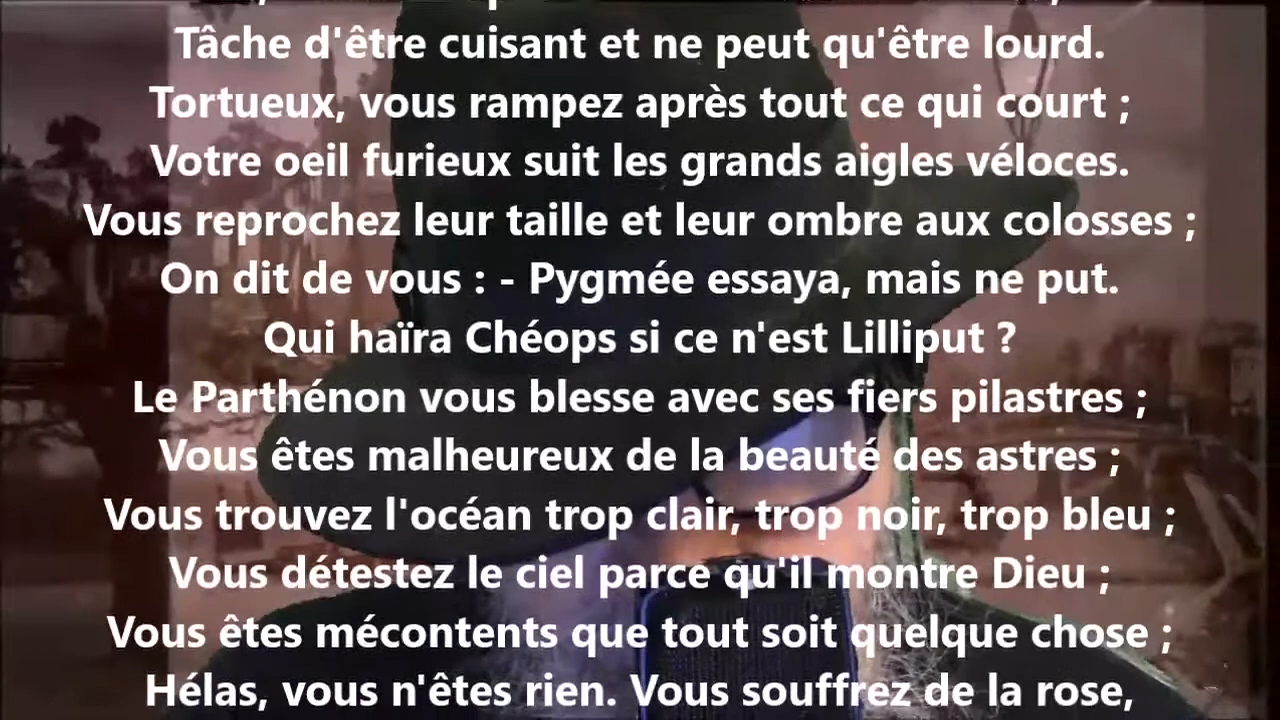 Tâche d'être cuisant et ne peut qu'être lourd.
Tortueux, vous rampez après tout ce qui court ;
Votre oeil furieux suit les grands aigles véloces.
Vous reprochez leur taille et leur ombre aux colosses ;
On dit de vous : - Pygmée essaya, mais ne put.
Qui haïra Chéops si ce n'est Lilliput ?
Le Parthénon vous blesse avec ses fiers pilastres ;
Vous êtes malheureux de la beauté des astres ;
Vous trouvez l'océan trop clair, trop noir, trop bleu ;
Vous détestez le ciel parce qu'il montre Dieu ;
Vous êtes mécontents que tout soit quelque chose ;
Hélas, vous n'êtes rien. Vous souffrez de la rose,